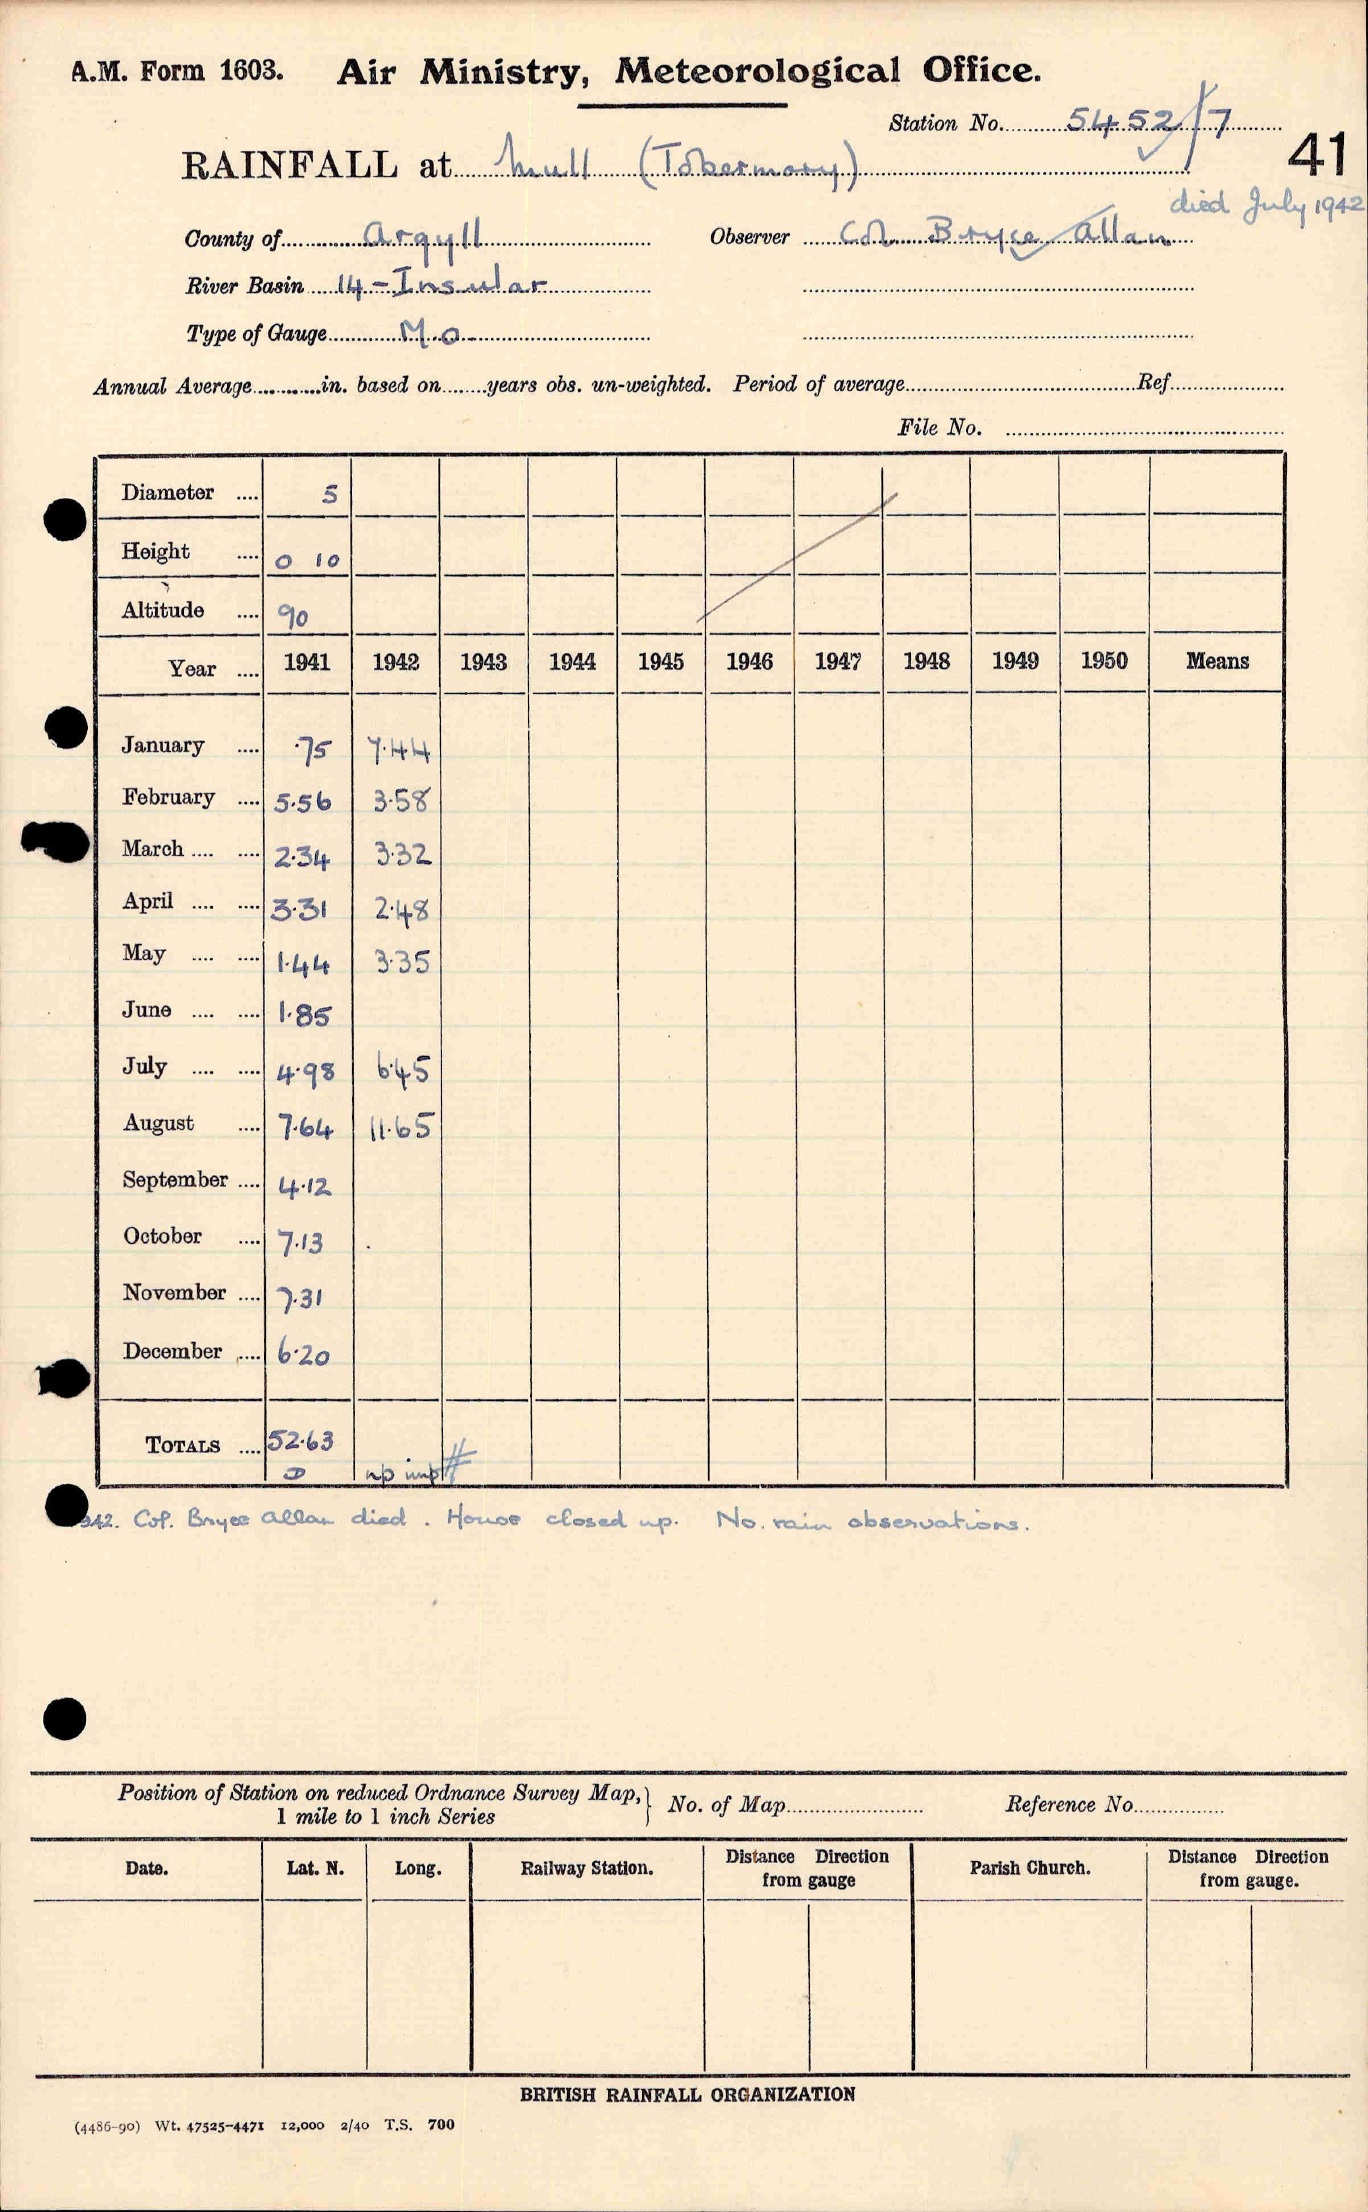 A.M. Form 1603. Air Ministry, Meteorological Office.
Station No. 5452/7
41
RAINFALL at Mull (Tobermory)
died July 1942
County of Argyll Observer Col. Bryce Allan
River Basin 14-Insular
Type of Gauge Mo
Annual Average in. based on years obs. un-weighted. Period of average Ref
File No.
Diameter 5
Height 0 10
Altitude 90
Year 1941 1942 1943 1944 1945 1946 1947 1948 1949 1950 Means
January ·75 7·44
February 5·56 3·58
March 2·34 3·32
April 3·31 2·48
May 1·44 3·35
June 1·85
July 4·98 6·45
August 7·64 11·65
September 4·12
October 7·13
November 7·31
December 6·20
TOTALS 52·63
np imp #
942. Col. Bryce Allan died. House closed up. No rain observations.
Position of Station on reduced Ordnance Survey Map, } No. of Map Reference No
1 mile to 1 inch Series
Date. Lat. N. Long. Railway Station. Distance Direction from gauge Parish Church. Distance Direction from gauge.
BRITISH RAINFALL ORGANIZATION
(4486-90) Wt. 47525-4471 12,000 2/40 T.S. 700